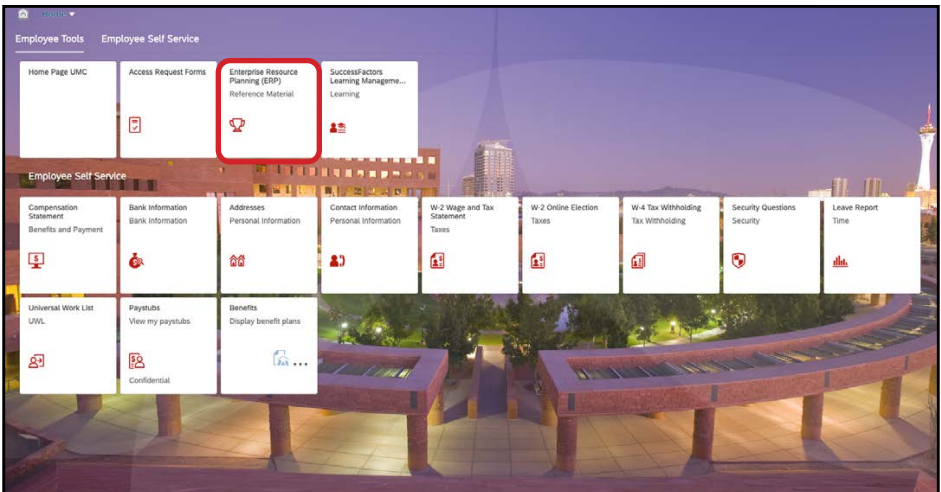 Home
Employee Tools Employee Self Service
Home Page UMC
Access Request Forms
Enterprise Resource
Planning (ERP)
Reference Material
SuccessFactors
Learning Manageme...
Learning
Employee Self Service
Compensation
Statement
Benefits and Payment
Bank Information
Bank Information
Addresses
Personal Information
Contact Information
Personal Information
W-2 Wage and Tax
Statement
Taxes
W-2 Online Election
Taxes
W-4 Tax Withholding
Tax Withholding
Security Questions
Security
Leave Report
Time
Universal Work List
UWL
Paystubs
View my paystubs
Confidential
Benefits
Display benefit plans
...